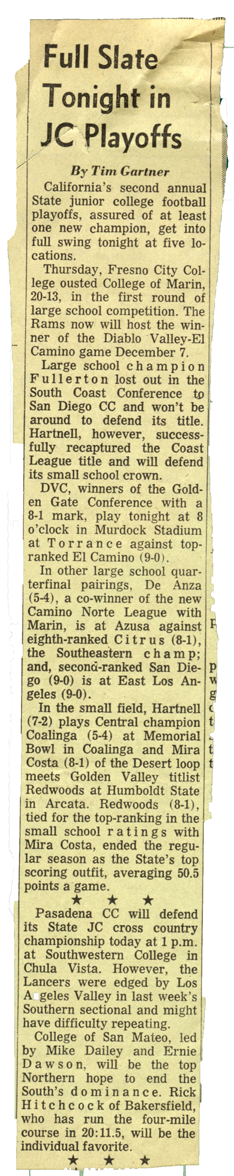 Full Slate
Tonight in
JC Playoffs
By Tim Gartner
California's second annual
State junior college football
playoffs, assured of at least
one new champion, get into
full swing tonight at five lo-
cations.
Thursday, Fresno City Col-
lege ousted College of Marin,
20-13, in the first round of
large school competition. The
Rams now will host the win-
ner of the Diablo Valley-El
Camino game December 7.
Large school champion
Fullerton lost out in the
South Coast Conference to
San Diego CC and won't be
around to defend its title.
Hartnell, however, success-
fully recaptured the Coast
League title and will defend
its small school crown.
DVC, winners of the Gold-
en Gate Conference with a
8-1 mark, play tonight at 8
o'clock in Murdock Stadium
at Torrance against top-
ranked El Camino (9-0).
In other large school quar-
terfinal pairings, De Anza
(5-4), a co-winner of the new
Camino Norte League with
Marin, is at Azusa against
eighth-ranked Citrus (8-1),
the Southeastern champ;
and, second-ranked San Die-
go (9-0) is at East Los An-
geles (9-0).
In the small field, Hartnell
(7-2) plays Central champion
Coalinga (5-4) at Memorial
Bowl in Coalinga and Mira
Costa (8-1) of the Desert loop
meets Golden Valley titlist
Redwoods at Humboldt State
in Arcata. Redwoods (8-1),
tied for the top-ranking in the
small school ratings with
Mira Costa, ended the regu-
lar season as the State's top
scoring outfit, averaging 50.5
points a game.
★ ★ ★
Pasadena CC will defend
its State JC cross country
championship today at 1 p.m.
at Southwestern College in
Chula Vista. However, the
Lancers were edged by Los
A geles Valley in last week's
Southern sectional and might
have difficulty repeating.
College of San Mateo, led
by Mike Dailey and Ernie
Dawson, will be the top
Northern hope to end the
South's dominance. Rick
Hitchcock of Bakersfield,
who has run the four-mile
course in 20:11.5, will be the
individual favorite.
★ ★ ★